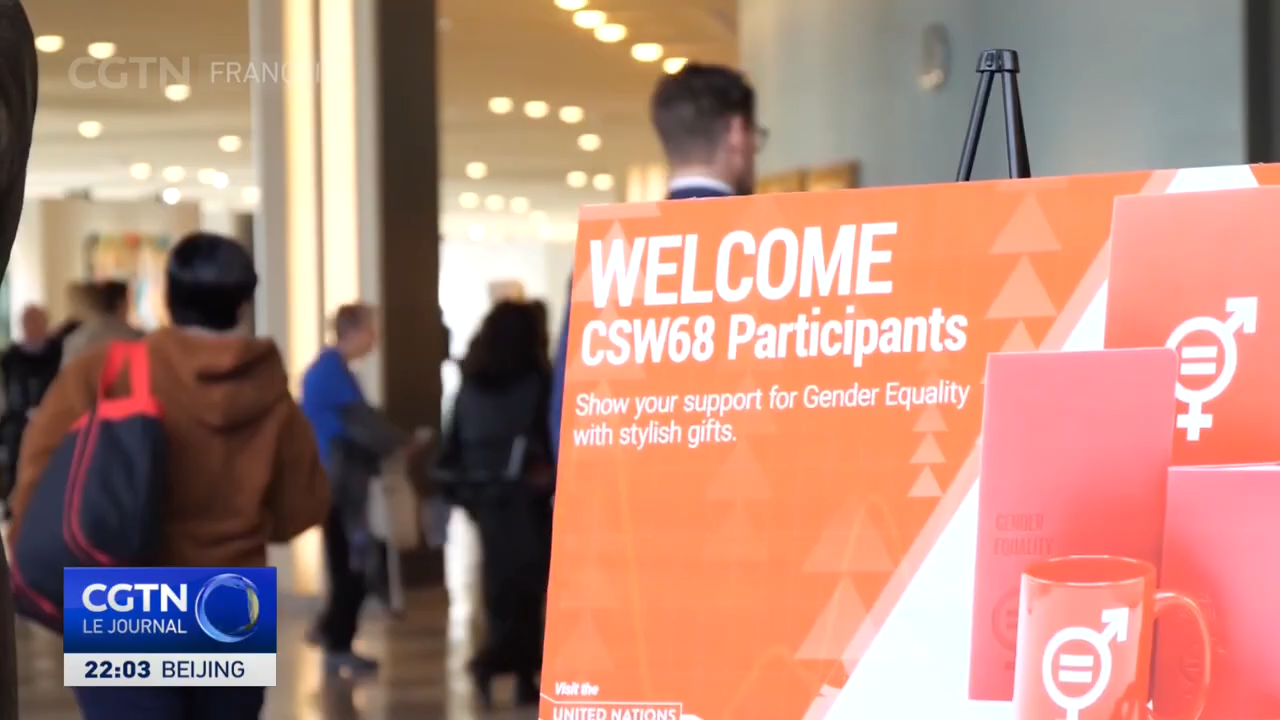 CGTN FRANÇ
WELCOME
CSW68 Participants
Show your support for Gender Equality
with stylish gifts.
GENDER
EQUALITY
Visit the
UNITED NATIONS
CGTN
LE JOURNAL
22:03 BEIJING